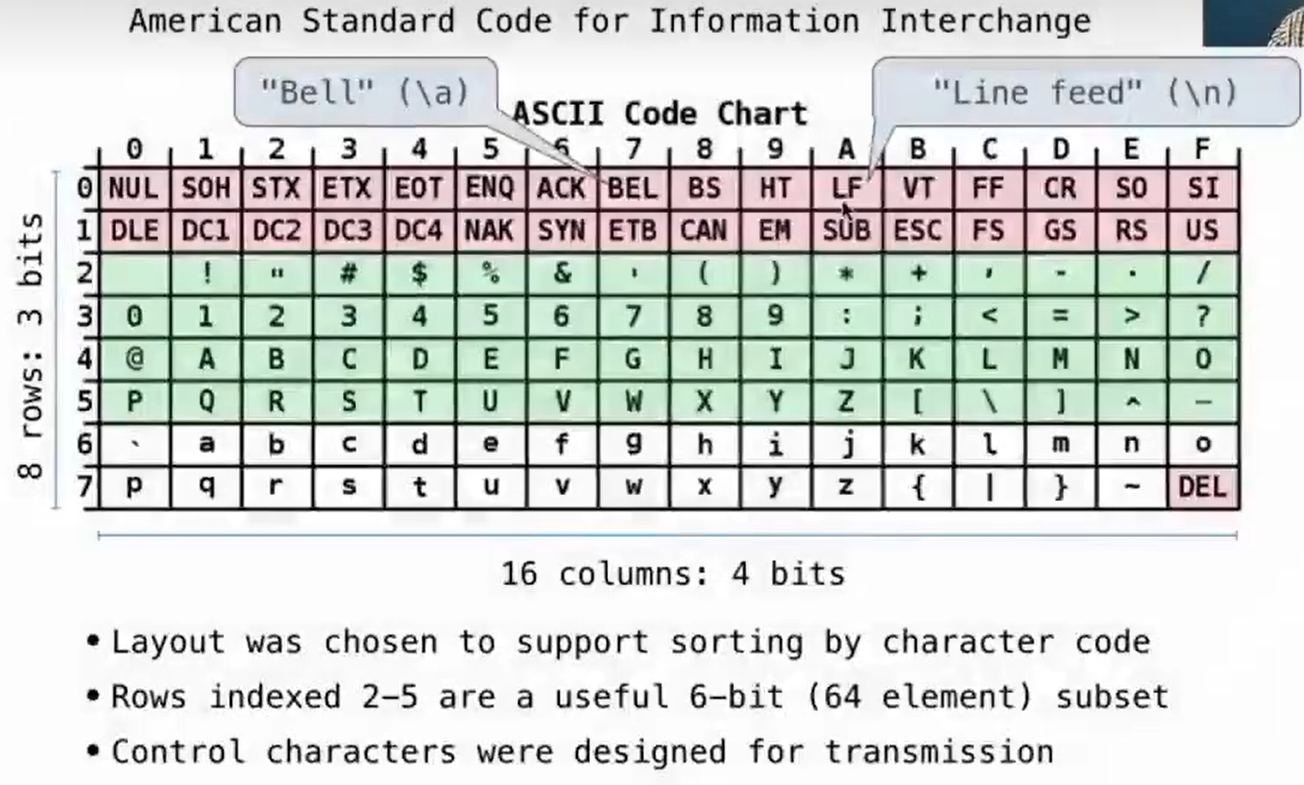 American Standard Code for Information Interchange
"Bell" (\a)
"Line feed" (\n)
ASCII Code Chart
0 1 2 3 4 5 6 7 8 9 A B C D E F
0 NUL SOH STX ETX EOT ENQ ACK BEL BS HT LF VT FF CR SO SI
1 DLE DC1 DC2 DC3 DC4 NAK SYN ETB CAN EM SUB ESC FS GS RS US
2 ! " # $ % & ' ( ) * + , - . /
3 0 1 2 3 4 5 6 7 8 9 : ; < = > ?
4 @ A B C D E F G H I J K L M N O
5 P Q R S T U V W X Y Z [ \ ] ^ _
6 ` a b c d e f g h i j k l m n o
7 p q r s t u v w x y z { | } ~ DEL
8 rows: 3 bits
16 columns: 4 bits
• Layout was chosen to support sorting by character code
• Rows indexed 2–5 are a useful 6–bit (64 element) subset
• Control characters were designed for transmission